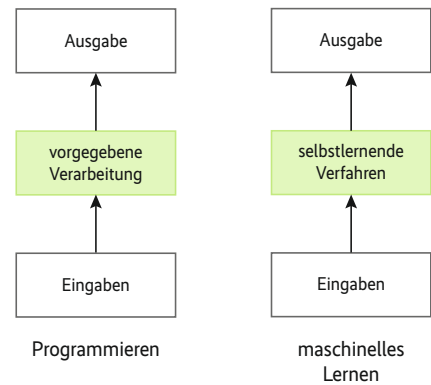 Ausgabe
vorgegebene
Verarbeitung
Eingaben
Programmieren
Ausgabe
selbstlernende
Verfahren
Eingaben
maschinelles
Lernen